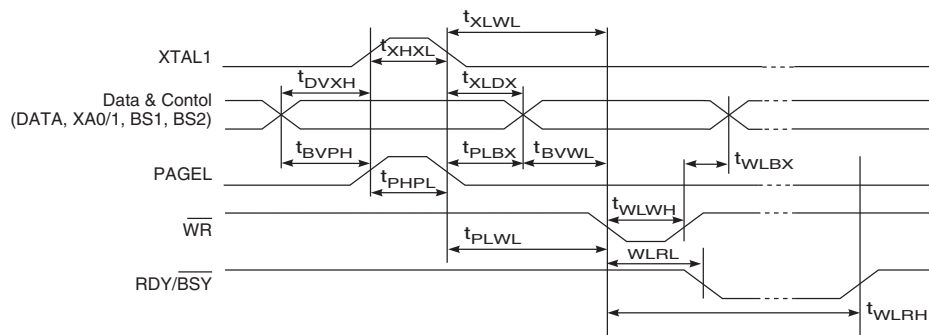 tXLWL
XTAL1
tXHXL
tDVXH
tXLDX
Data & Contol
(DATA, XA0/1, BS1, BS2)
tBVPH
tPLBX
tBVWL
tWLBX
PAGEL
tPHPL
tWLWH
WR
tPLWL
WLRL
RDY/BSY
tWLRH